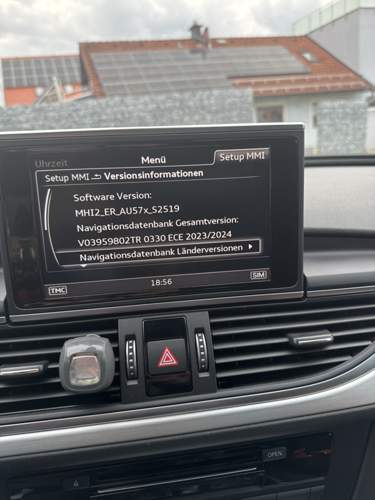 Uhrzeit Menü Setup MMI
Setup MMI Versionsinformationen
Software Version:
MHI2_ER_AU57x_S2519
Navigationsdatenbank Gesamtversion:
V03959802TR 0330 ECE 2023/2024
Navigationsdatenbank Länderversionen
TMC 18:56 SIM
OPEN